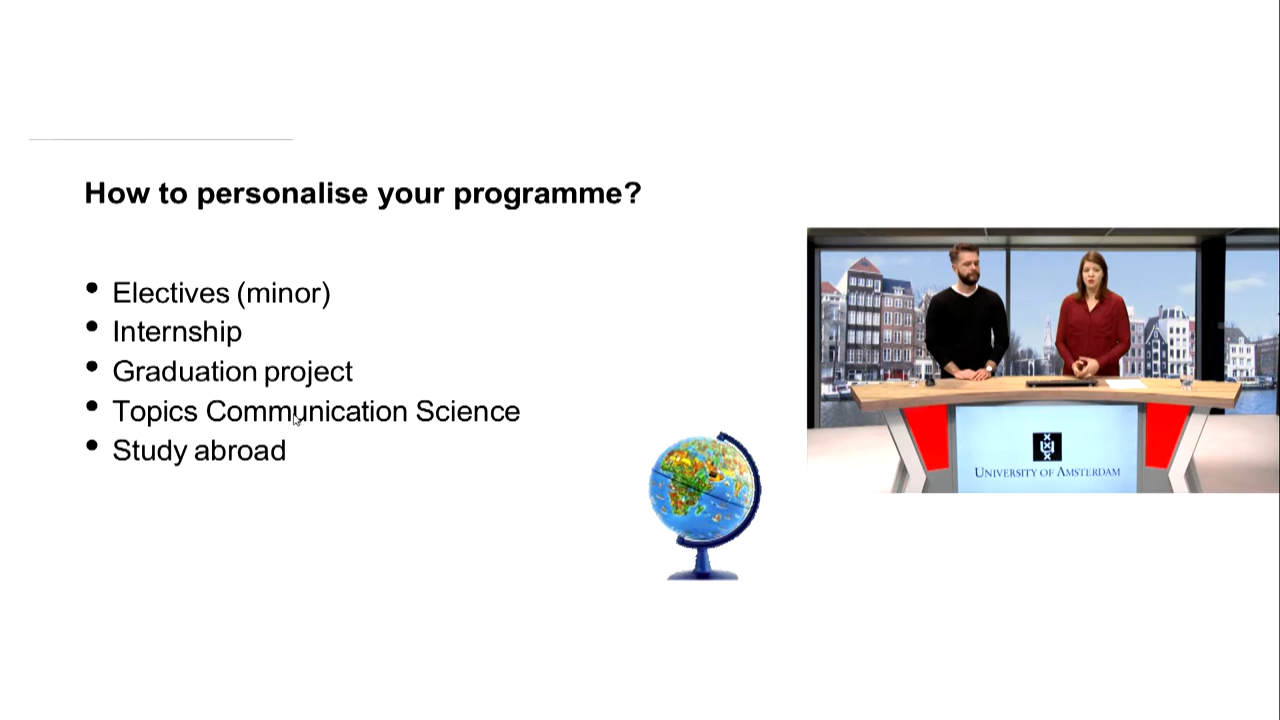 How to personalise your programme?
• Electives (minor)
• Internship
• Graduation project
• Topics Communication Science
• Study abroad
UNIVERSITY OF AMSTERDAM